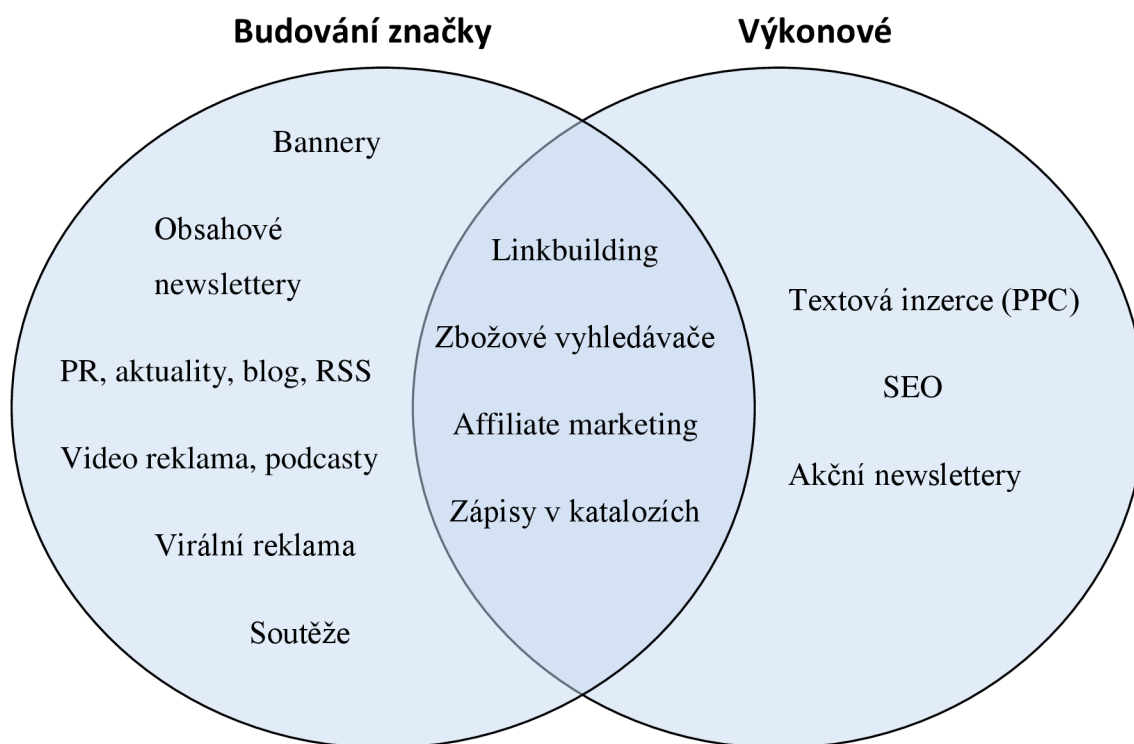 Budování značky
Výkonové
Bannery
Obsahové
newslettery
PR, aktuality, blog, RSS
Video reklama, podcasty
Virální reklama
Soutěže
Linkbuilding
Zbožové vyhledávače
Affiliate marketing
Zápisy v katalozích
Textová inzerce (PPC)
SEO
Akční newslettery